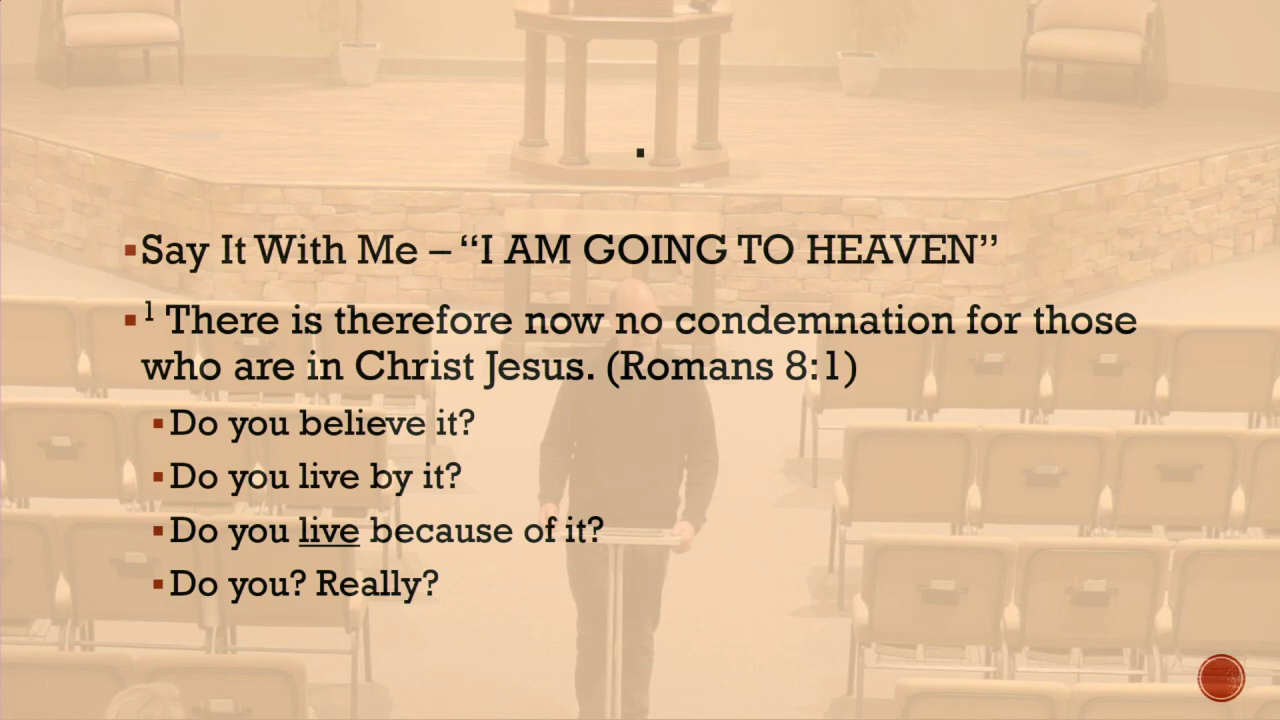 .
Say It With Me – “I AM GOING TO HEAVEN”
1 There is therefore now no condemnation for those
who are in Christ Jesus. (Romans 8:1)
Do you believe it?
Do you live by it?
Do you live because of it?
Do you? Really?